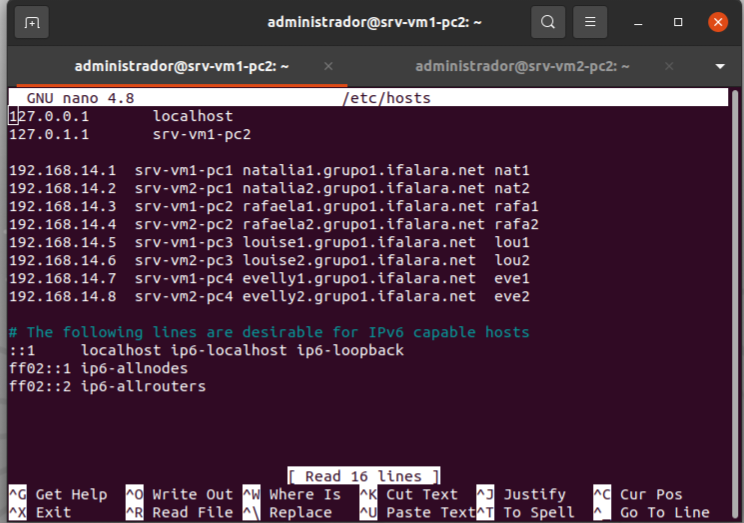 administrador@srv-vm1-pc2: ~
administrador@srv-vm1-pc2: ~ administrador@srv-vm2-pc2: ~
GNU nano 4.8 /etc/hosts
127.0.0.1 localhost
127.0.1.1 srv-vm1-pc2
192.168.14.1 srv-vm1-pc1 natalia1.grupo1.ifalara.net nat1
192.168.14.2 srv-vm2-pc1 natalia2.grupo1.ifalara.net nat2
192.168.14.3 srv-vm1-pc2 rafaela1.grupo1.ifalara.net rafa1
192.168.14.4 srv-vm2-pc2 rafaela2.grupo1.ifalara.net rafa2
192.168.14.5 srv-vm1-pc3 louise1.grupo1.ifalara.net lou1
192.168.14.6 srv-vm2-pc3 louise2.grupo1.ifalara.net lou2
192.168.14.7 srv-vm1-pc4 evelly1.grupo1.ifalara.net eve1
192.168.14.8 srv-vm2-pc4 evelly2.grupo1.ifalara.net eve2
# The following lines are desirable for IPv6 capable hosts
::1 localhost ip6-localhost ip6-loopback
ff02::1 ip6-allnodes
ff02::2 ip6-allrouters
[ Read 16 lines ]
^G Get Help ^O Write Out ^W Where Is ^K Cut Text ^J Justify ^C Cur Pos
^X Exit ^R Read File ^\ Replace ^U Paste Text ^T To Spell ^_ Go To Line